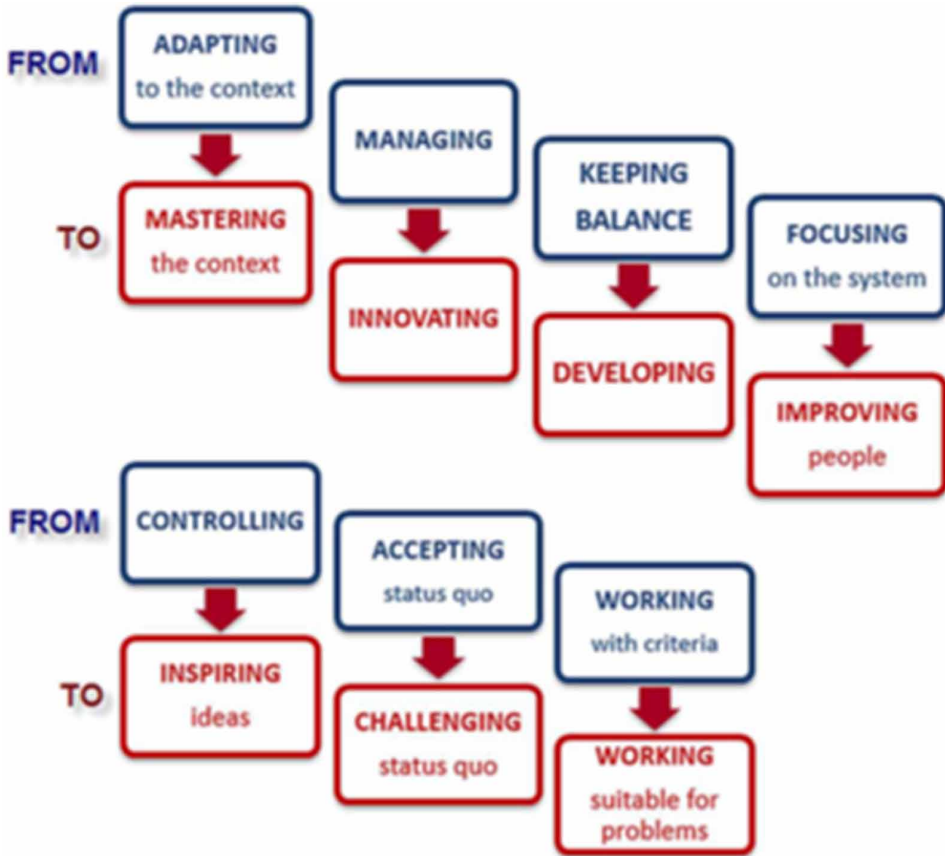 FROM
ADAPTING
to the context
TO
MASTERING
the context
MANAGING
INNOVATING
KEEPING
BALANCE
DEVELOPING
FOCUSING
on the system
IMPROVING
people
FROM
CONTROLLING
TO
INSPIRING
ideas
ACCEPTING
status quo
CHALLENGING
status quo
WORKING
with criteria
WORKING
suitable for
problems